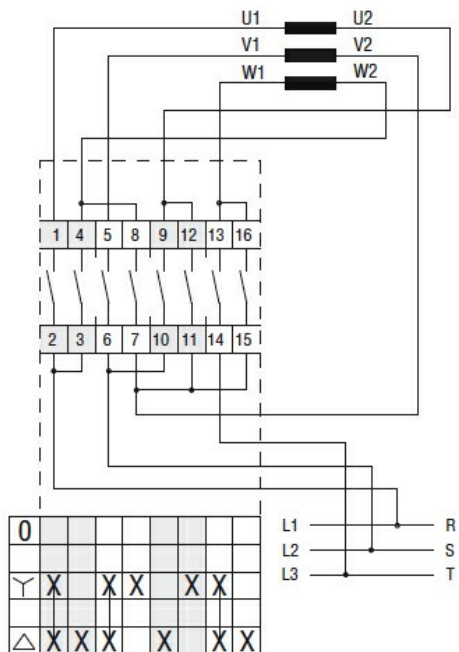 U1 U2
V1 V2
W1 W2
1 4 5 8 9 12 13 16
2 3 6 7 10 11 14 15
L1 R
L2 S
L3 T
0
Y X X X X X
△ X X X X X X